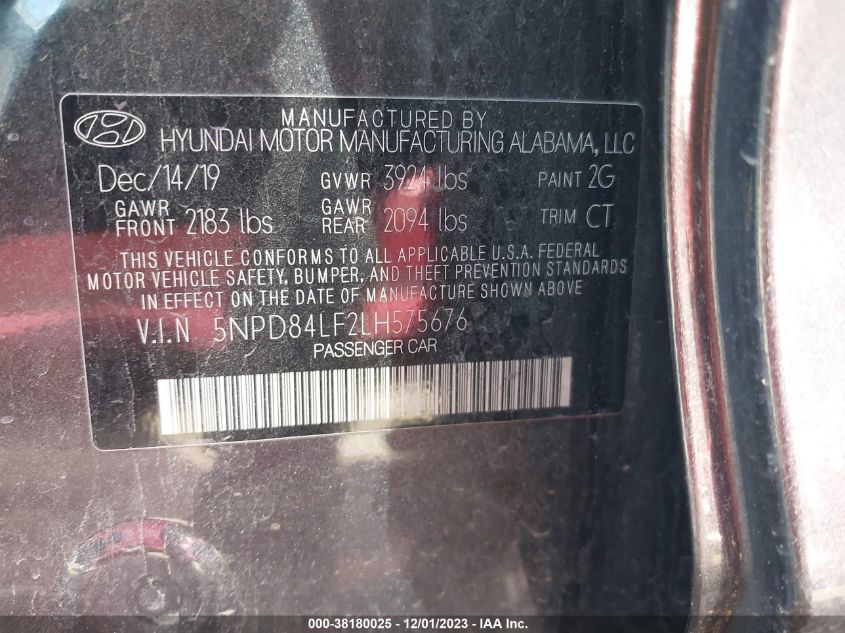 MANUFACTURED BY
HYUNDAI MOTOR MANUFACTURING ALABAMA, LLC
Dec/14/19 GVWR 3924 lbs PAINT 2G
GAWR FRONT 2183 lbs GAWR REAR 2094 lbs TRIM CT
THIS VEHICLE CONFORMS TO ALL APPLICABLE U.S.A. FEDERAL
MOTOR VEHICLE SAFETY, BUMPER, AND THEFT PREVENTION STANDARDS
IN EFFECT ON THE DATE OF MANUFACTURE SHOWN ABOVE
V.I.N 5NPD84LF2LH575676
PASSENGER CAR
000-38180025 - 12/01/2023 - IAA Inc.